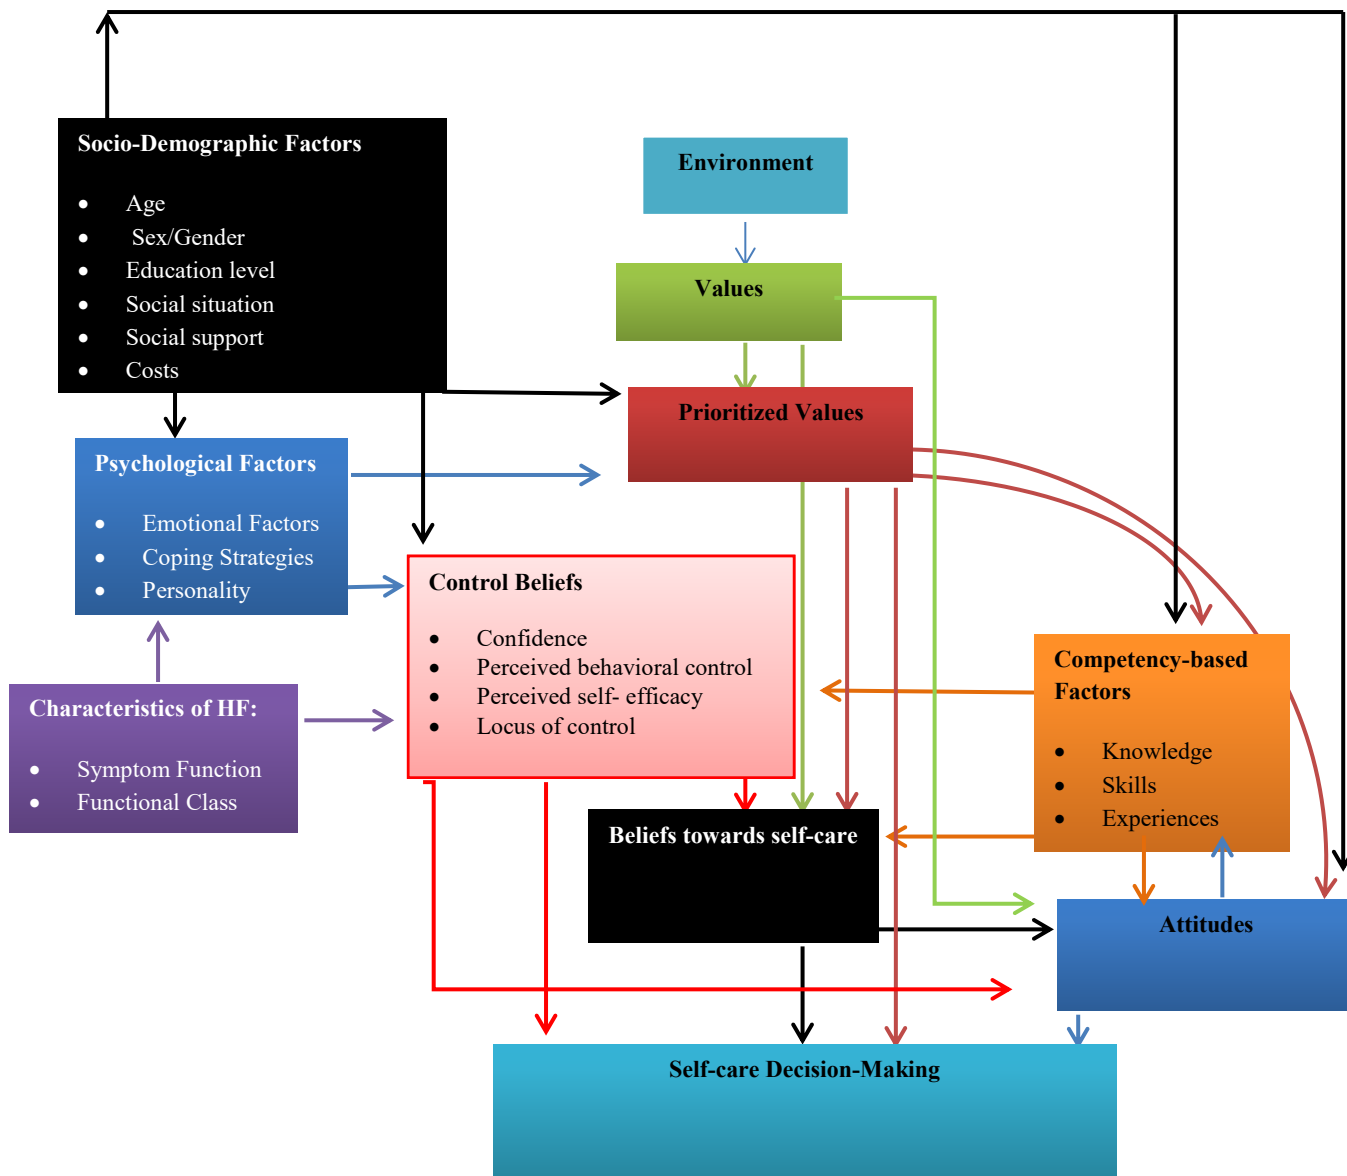 Socio-Demographic Factors
• Age
• Sex/Gender
• Education level
• Social situation
• Social support
• Costs
Environment
Values
Prioritized Values
Psychological Factors
• Emotional Factors
• Coping Strategies
• Personality
Control Beliefs
• Confidence
• Perceived behavioral control
• Perceived self- efficacy
• Locus of control
Competency-based
Factors
• Knowledge
• Skills
• Experiences
Characteristics of HF:
• Symptom Function
• Functional Class
Beliefs towards self-care
Attitudes
Self-care Decision-Making